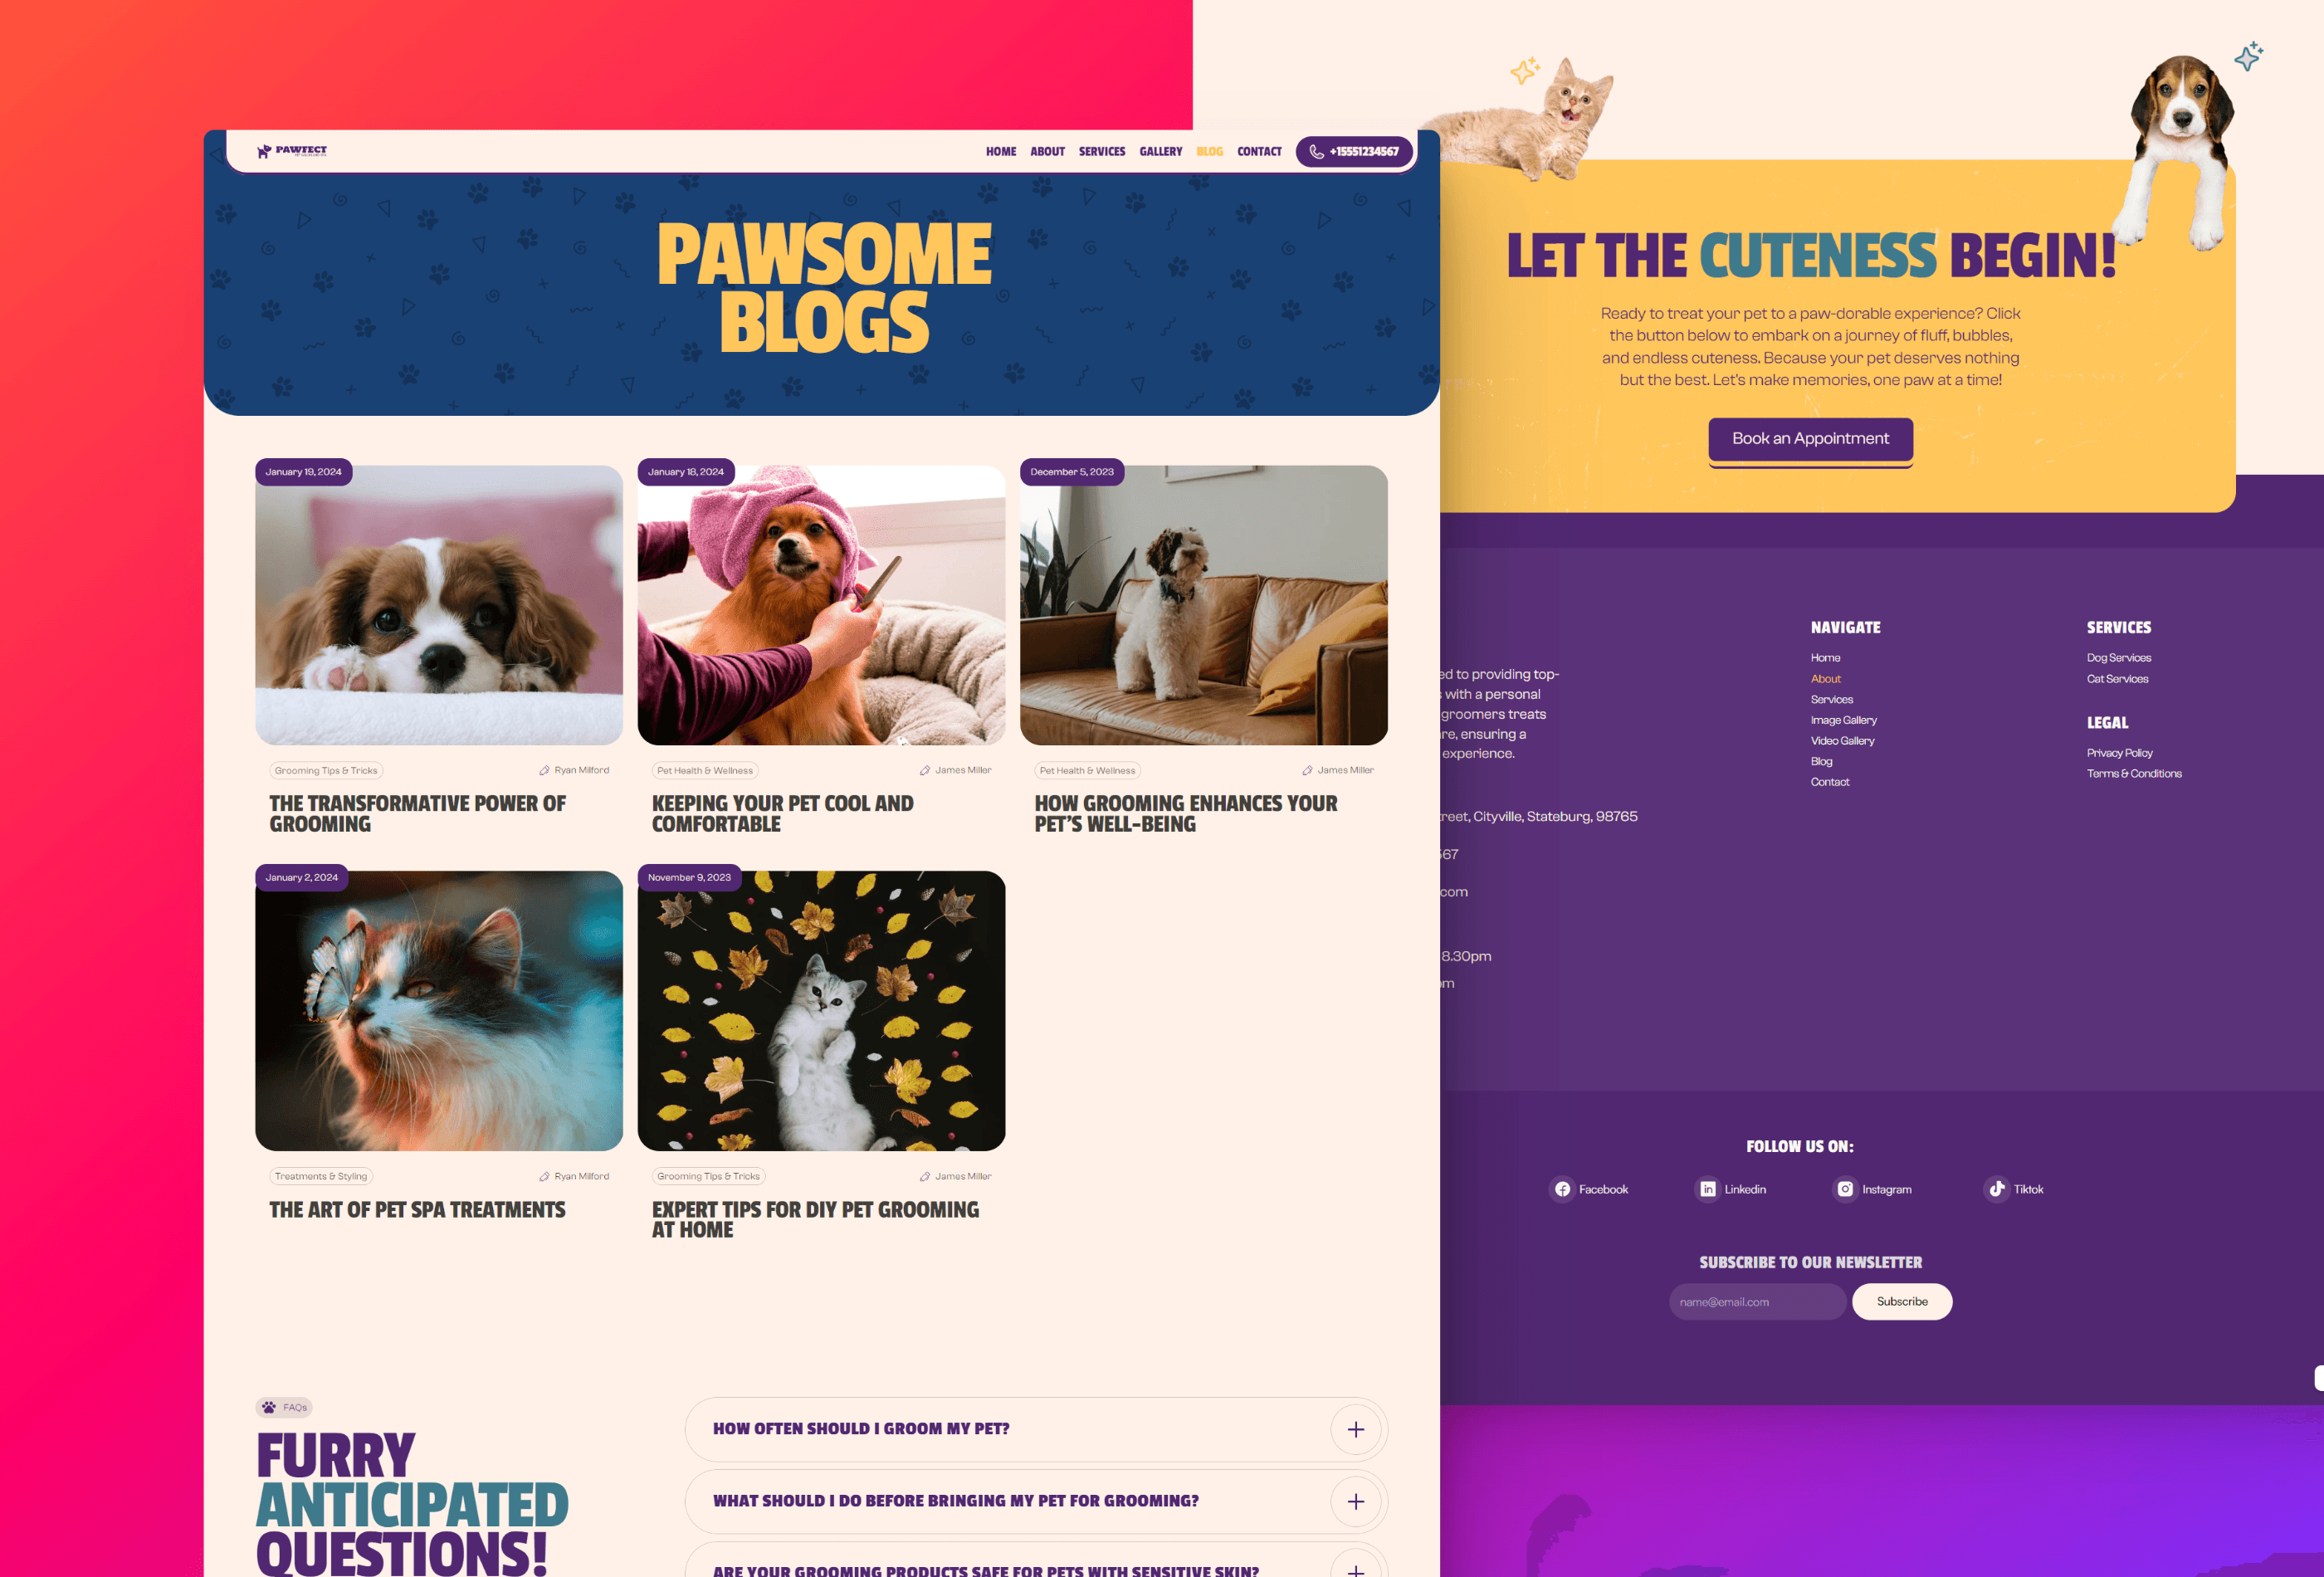 PAWFECT
HOME ABOUT SERVICES GALLERY BLOG CONTACT +15551234567
PAWSOME
BLOGS
January 19, 2024
January 18, 2024
December 5, 2023
Grooming Tips & Tricks
Ryan Milford
THE TRANSFORMATIVE POWER OF
GROOMING
Pet Health & Wellness
James Miller
KEEPING YOUR PET COOL AND
COMFORTABLE
Pet Health & Wellness
James Miller
HOW GROOMING ENHANCES YOUR
PET'S WELL-BEING
January 2, 2024
November 9, 2023
Treatments & Styling
Ryan Milford
THE ART OF PET SPA TREATMENTS
Grooming Tips & Tricks
James Miller
EXPERT TIPS FOR DIY PET GROOMING
AT HOME
FAQs
FURRY
ANTICIPATED
QUESTIONS!
HOW OFTEN SHOULD I GROOM MY PET?
WHAT SHOULD I DO BEFORE BRINGING MY PET FOR GROOMING?
ARE YOUR GROOMING PRODUCTS SAFE FOR PETS WITH SENSITIVE SKIN?
LET THE CUTENESS BEGIN!
Ready to treat your pet to a paw-dorable experience? Click
the button below to embark on a journey of fluff, bubbles,
and endless cuteness. Because your pet deserves nothing
but the best. Let's make memories, one paw at a time!
Book an Appointment
ed to providing top-
with a personal
groomers treats
re, ensuring a
experience.
reet, Cityville, Stateburg, 98765
67
com
8.30pm
om
NAVIGATE
Home
About
Services
Image Gallery
Video Gallery
Blog
Contact
SERVICES
Dog Services
Cat Services
LEGAL
Privacy Policy
Terms & Conditions
FOLLOW US ON:
Facebook
Linkedin
Instagram
Tiktok
SUBSCRIBE TO OUR NEWSLETTER
name@email.com
Subscribe